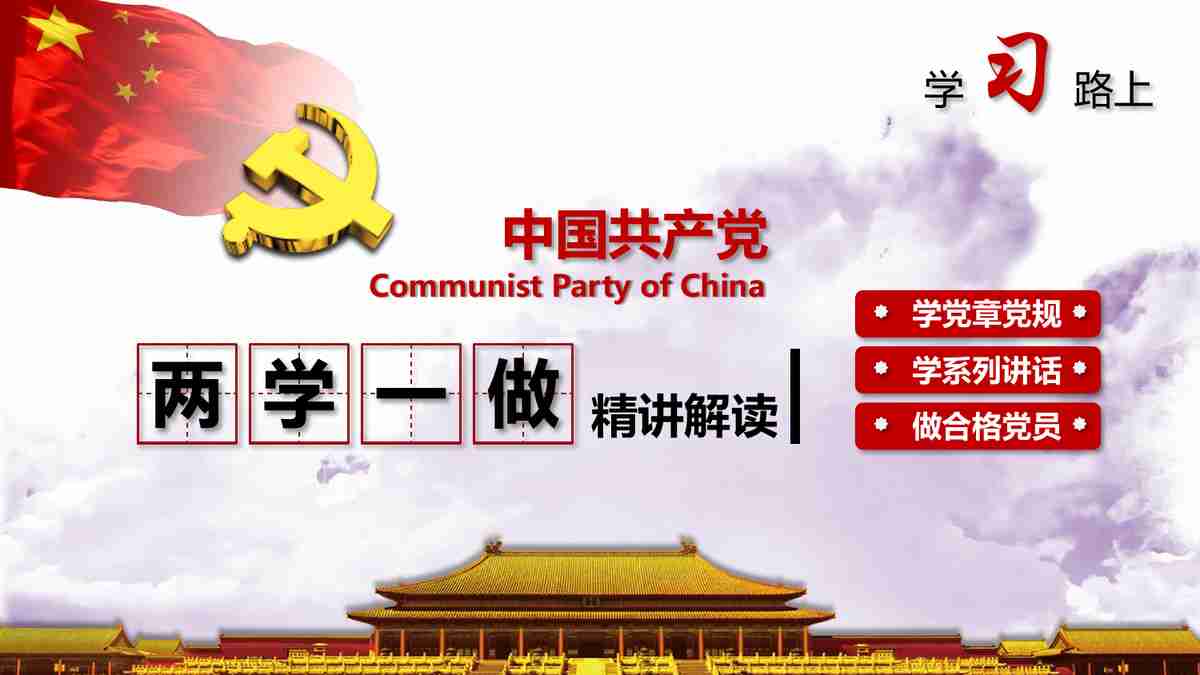 学习路上
中国共产党
Communist Party of China
两学一做 精讲解读
学党章党规
学系列讲话
做合格党员